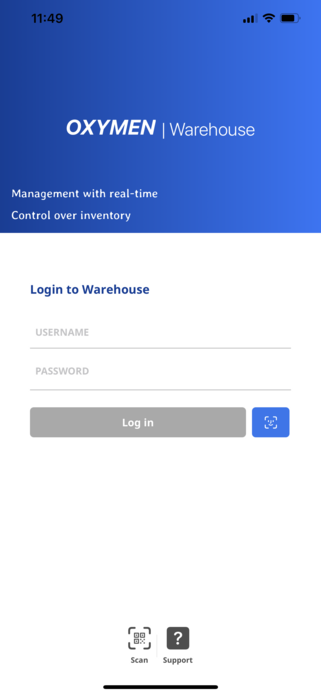 11:49
OXYMEN | Warehouse
Management with real-time
Control over inventory
Login to Warehouse
USERNAME
PASSWORD
Log in
?
Scan Support